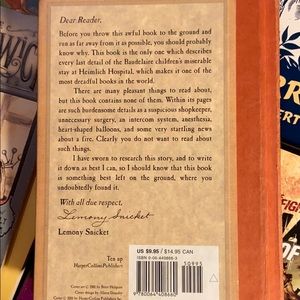 Dear Reader,
Before you throw this awful book to the ground and
run as far away from it as possible, you should probably
know why. This book is the only one which describes
every last detail of the Baudelaire children's miserable
stay at Heimlich Hospital, which makes it one of the
most dreadful books in the world.
There are many pleasant things to read about,
but this book contains none of them. Within its pages
are such burdensome details as a suspicious shopkeeper,
unnecessary surgery, an intercom system, anesthesia,
heart-shaped balloons, and some very startling news
about a fire. Clearly you do not want to read about
such things.
I have sworn to research this story, and to write it
down as best I can, so I should know that this book
is something best left on the ground, where you
undoubtedly found it.
With all due respect,
Lemony Snicket
Lemony Snicket
Ten ap
HarperCollinsPublishers
US $9.95 / $14.95 CAN
50995
9780064408660